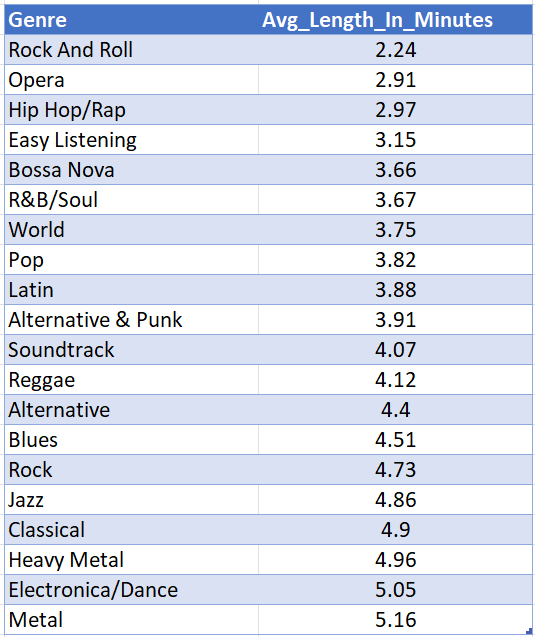 Genre Avg_Length_In_Minutes
Rock And Roll 2.24
Opera 2.91
Hip Hop/Rap 2.97
Easy Listening 3.15
Bossa Nova 3.66
R&B/Soul 3.67
World 3.75
Pop 3.82
Latin 3.88
Alternative & Punk 3.91
Soundtrack 4.07
Reggae 4.12
Alternative 4.4
Blues 4.51
Rock 4.73
Jazz 4.86
Classical 4.9
Heavy Metal 4.96
Electronica/Dance 5.05
Metal 5.16